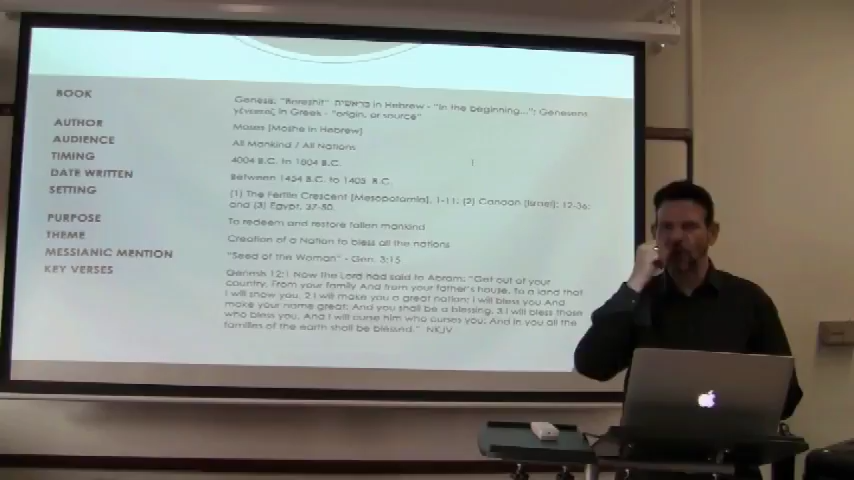 BOOK Genesis: "Bereshit" בראשית in Hebrew - "In the beginning..."; Genesens
γένεσις in Greek - "origin, or source"
AUTHOR Moses [Moshe in Hebrew]
AUDIENCE All Mankind / All Nations
TIMING 4004 B.C. to 1804 B.C.
DATE WRITTEN Between 1454 B.C. to 1405 B.C.
SETTING (1) The Fertile Crescent [Mesopotamia], 1-11; (2) Canaan [Israel]; 12-36;
and (3) Egypt, 37-50.
PURPOSE To redeem and restore fallen mankind
THEME Creation of a Nation to bless all the nations
MESSIANIC MENTION "Seed of the Woman" - Gen. 3:15
KEY VERSES Genesis 12:1 Now the Lord had said to Abram: "Get out of your
country, From your family And from your father's house, To a land that
I will show you. 2 I will make you a great nation; I will bless you And
make your name great; And you shall be a blessing. 3 I will bless those
who bless you, And I will curse him who curses you; And in you all the
families of the earth shall be blessed." NKJV